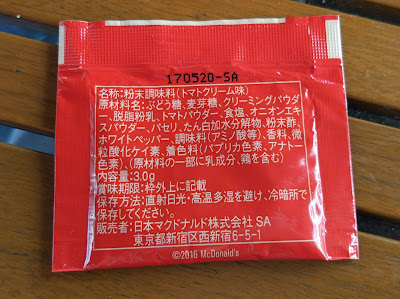 170520-SA
名称:粉末調味料(トマトクリーム味)
原材料名:ぶどう糖、麦芽糖、クリーミングパウダ
ー、脱脂粉乳、トマトパウダー、食塩、オニオンエキ
スパウダー、パセリ、たん白加水分解物、粉末酢、
ホワイトペッパー、調味料(アミノ酸等)、香料、微
粒酸化ケイ素、着色料(パプリカ色素、アナトー
色素)、(原材料の一部に乳成分、鶏を含む)
内容量:3.0g
賞味期限:枠外上に記載
保存方法:直射日光・高温多湿を避け、冷暗所で
保存してください。
販売者:日本マクドナルド株式会社 SA
東京都新宿区西新宿6-5-1
©2016 McDonald's